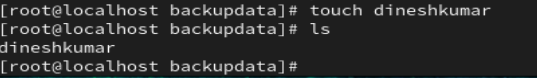 [root@localhost backupdata]# touch dineshkumar
[root@localhost backupdata]# ls
dineshkumar
[root@localhost backupdata]#